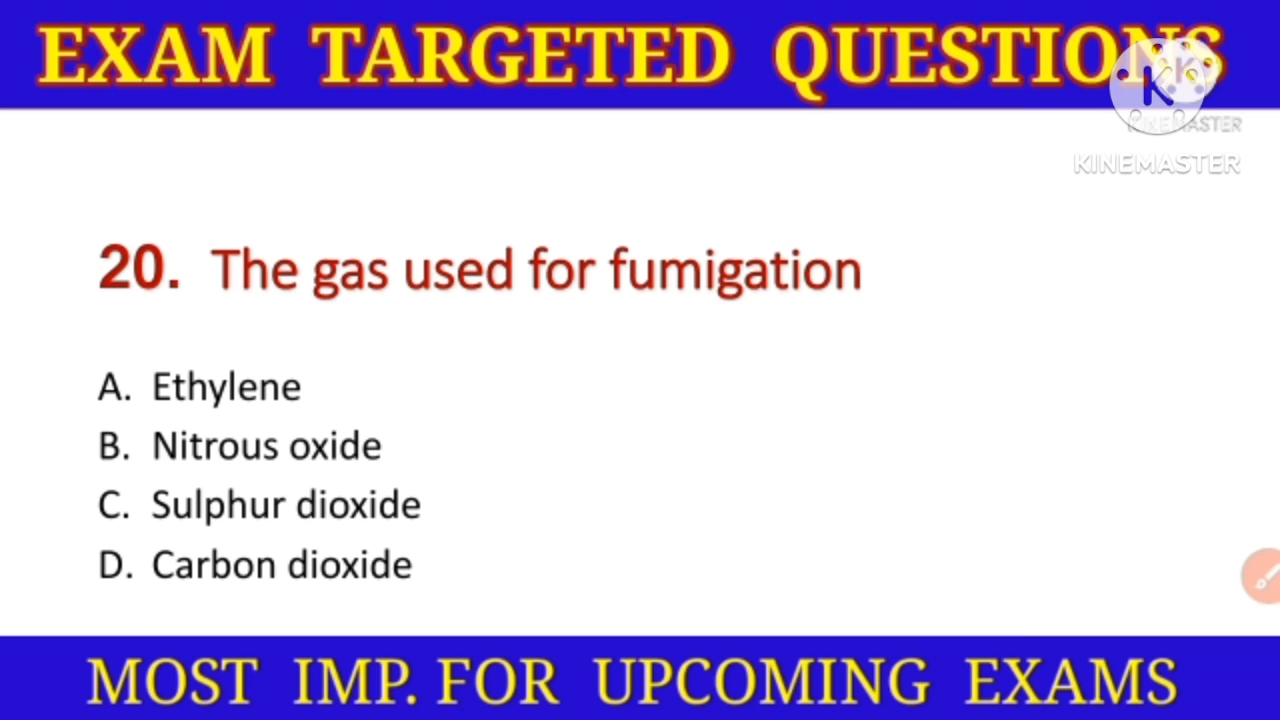 EXAM TARGETED QUESTIONS
KINEMASTER
KINEMASTER
20. The gas used for fumigation
A. Ethylene
B. Nitrous oxide
C. Sulphur dioxide
D. Carbon dioxide
MOST IMP. FOR UPCOMING EXAMS